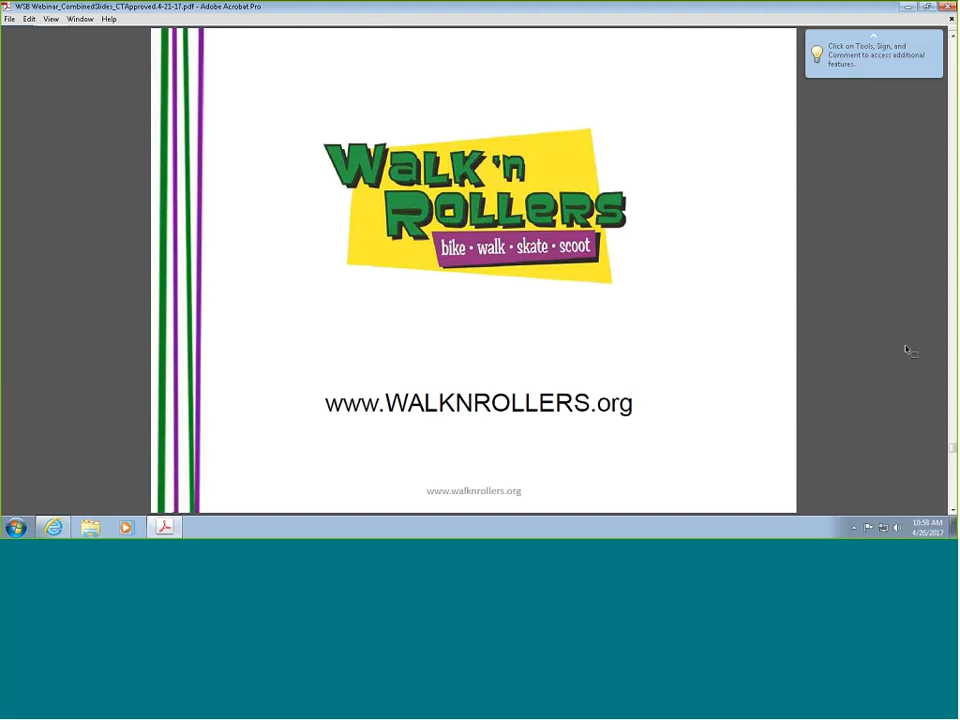 WSB Webinar_CombinedSlides_CTApproved.4-21-17.pdf - Adobe Acrobat Pro
File Edit View Window Help
Click on Tools, Sign, and
Comment to access additional
features.
WALK 'n
ROLLERS
bike • walk • skate • scoot
www.WALKNROLLERS.org
www.walknrollers.org
10:58 AM
4/26/2017